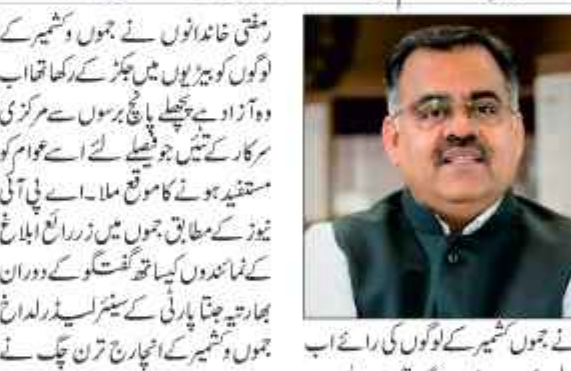 رمفتی خاندانوں نے جموں وکشمیر کے
لوگوں کو بیڑیوں میں جکڑ کے رکھا تھا اب
وہ آزاد ہے پچھلے پانچ برسوں سے مرکزی
سرکار کے تئیں جو فیصلے لئے اسے عوام کو
مستفید ہونے کا موقع ملا۔ اے پی آئی
نیوز کے مطابق جموں میں زررائع ابلاغ
کے نمائندوں کیساتھ گفتگو کے دوران
بھارتیہ جنتا پارٹی کے سینئر لیڈر لداخ
جموں وکشمیر کے انچارج ترن چگ نے
نے جموں کشمیر کے لوگوں کی رائے اب